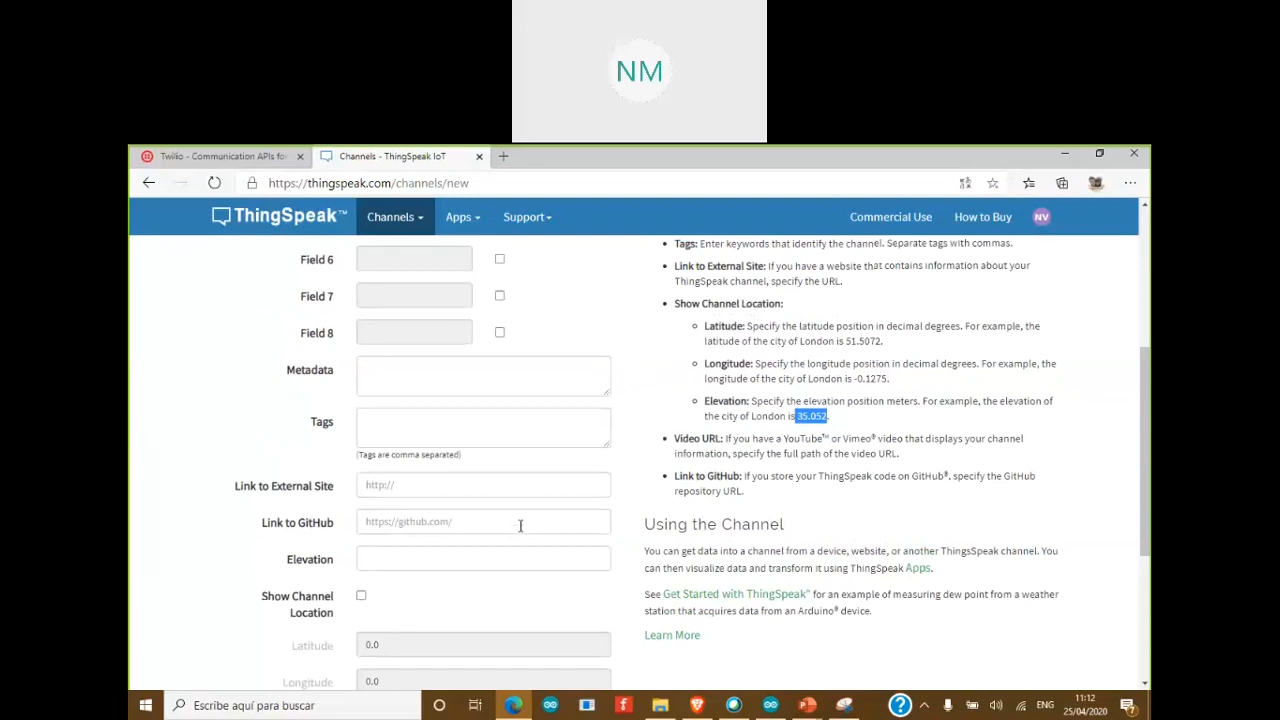 NM
Twilio - Communication APIs for
Channels - ThingSpeak IoT
https://thingspeak.com/channels/new
ThingSpeak™
Channels
Apps
Support
Commercial Use
How to Buy
NV
Field 6
Field 7
Field 8
Metadata
Tags
(Tags are comma separated)
Link to External Site
http://
Link to GitHub
https://github.com/
Elevation
Show Channel
Location
Latitude
0.0
Longitude
0.0
Tags: Enter keywords that identify the channel. Separate tags with commas.
Link to External Site: If you have a website that contains information about your
ThingSpeak channel, specify the URL.
Show Channel Location:
Latitude: Specify the latitude position in decimal degrees. For example, the
latitude of the city of London is 51.5072.
Longitude: Specify the longitude position in decimal degrees. For example, the
longitude of the city of London is -0.1275.
Elevation: Specify the elevation position meters. For example, the elevation of
the city of London is 35.052.
Video URL: If you have a YouTube™ or Vimeo® video that displays your channel
information, specify the full path of the video URL.
Link to GitHub: If you store your ThingSpeak code on GitHub®, specify the GitHub
repository URL.
Using the Channel
You can get data into a channel from a device, website, or another ThingsSpeak channel. You
can then visualize data and transform it using ThingSpeak Apps.
See Get Started with ThingSpeak™ for an example of measuring dew point from a weather
station that acquires data from an Arduino® device.
Learn More
Escribe aquí para buscar
ENG
11:12
25/04/2020
7